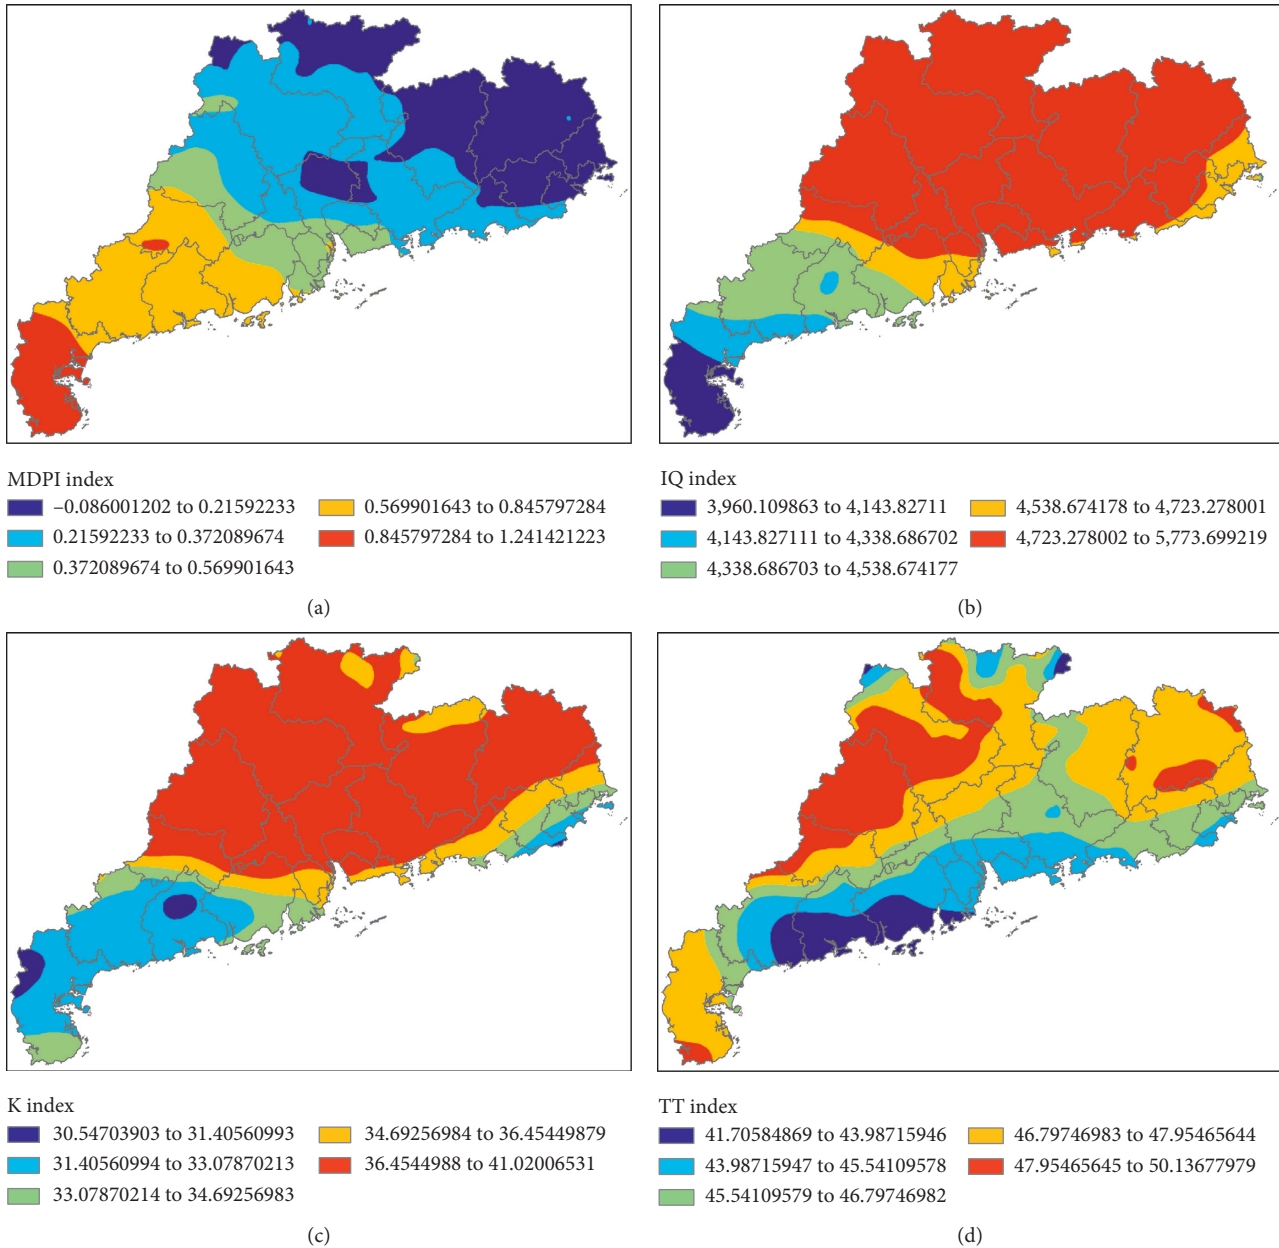 MDPI index
–0.086001202 to 0.21592233
0.569901643 to 0.845797284
0.21592233 to 0.372089674
0.845797284 to 1.241421223
0.372089674 to 0.569901643
(a)
IQ index
3,960.109863 to 4,143.82711
4,538.674178 to 4,723.278001
4,143.827111 to 4,338.686702
4,723.278002 to 5,773.699219
4,338.686703 to 4,538.674177
(b)
K index
30.54703903 to 31.40560993
34.69256984 to 36.45449879
31.40560994 to 33.07870213
36.4544988 to 41.02006531
33.07870214 to 34.69256983
(c)
TT index
41.70584869 to 43.98715946
46.79746983 to 47.95465644
43.98715947 to 45.54109578
47.95465645 to 50.13677979
45.54109579 to 46.79746982
(d)